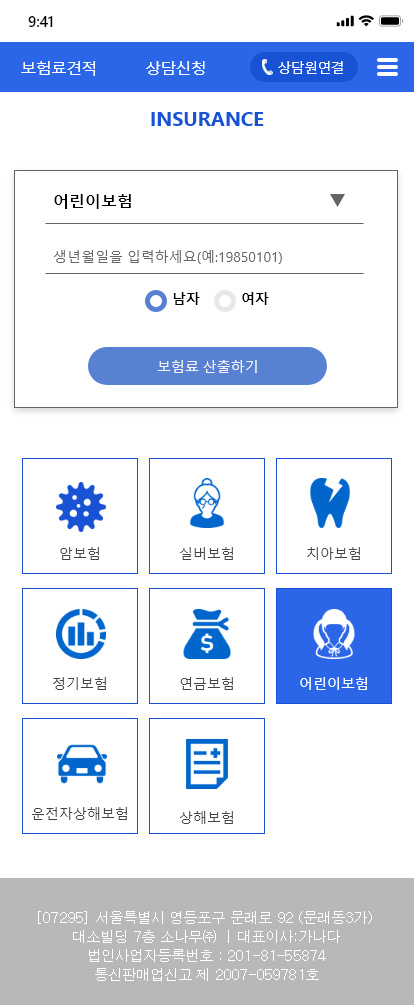 9:41
보험료견적 상담신청 상담원연결
INSURANCE
어린이보험 ▼
생년월일을 입력하세요(예:19850101)
남자 여자
보험료 산출하기
암보험 실버보험 치아보험
정기보험 연금보험 어린이보험
운전자상해보험 상해보험
[07295] 서울특별시 영등포구 문래로 92 (문래동3가)
대소빌딩 7층 소나무㈜ | 대표이사:가나다
법인사업자등록번호 : 201-81-55874
통신판매업신고 제 2007-059781호